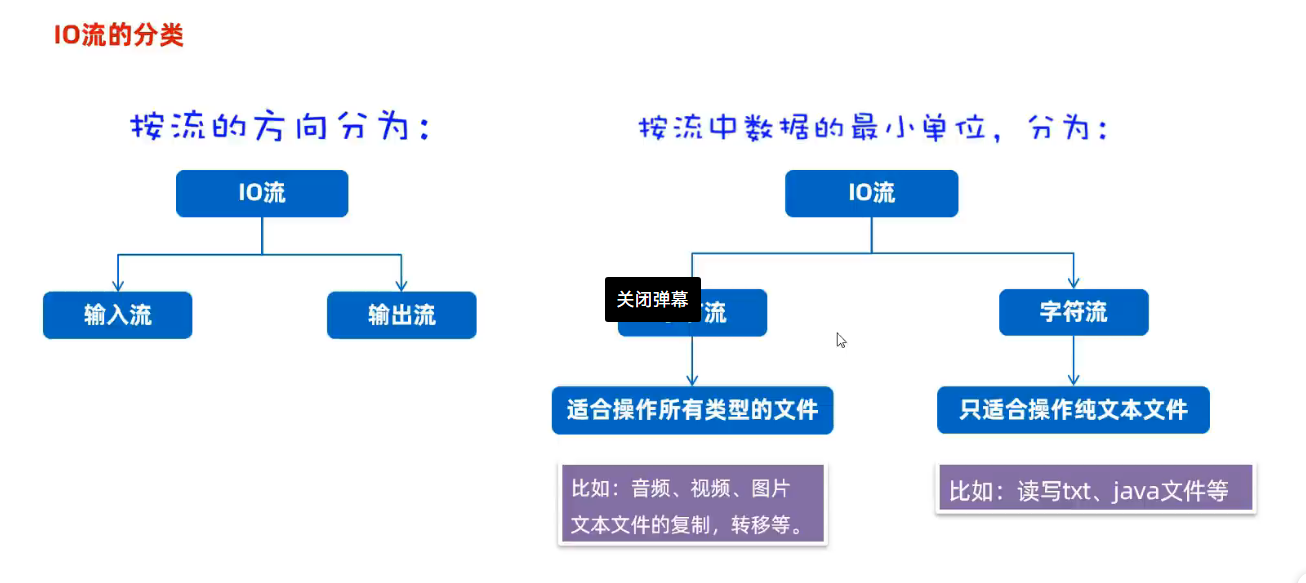 IO流的分类
按流的方向分为：
IO流
输入流
输出流
按流中数据的最小单位，分为：
IO流
关闭弹幕
流
字符流
适合操作所有类型的文件
只适合操作纯文本文件
比如：音频、视频、图片
文本文件的复制，转移等。
比如：读写txt、java文件等